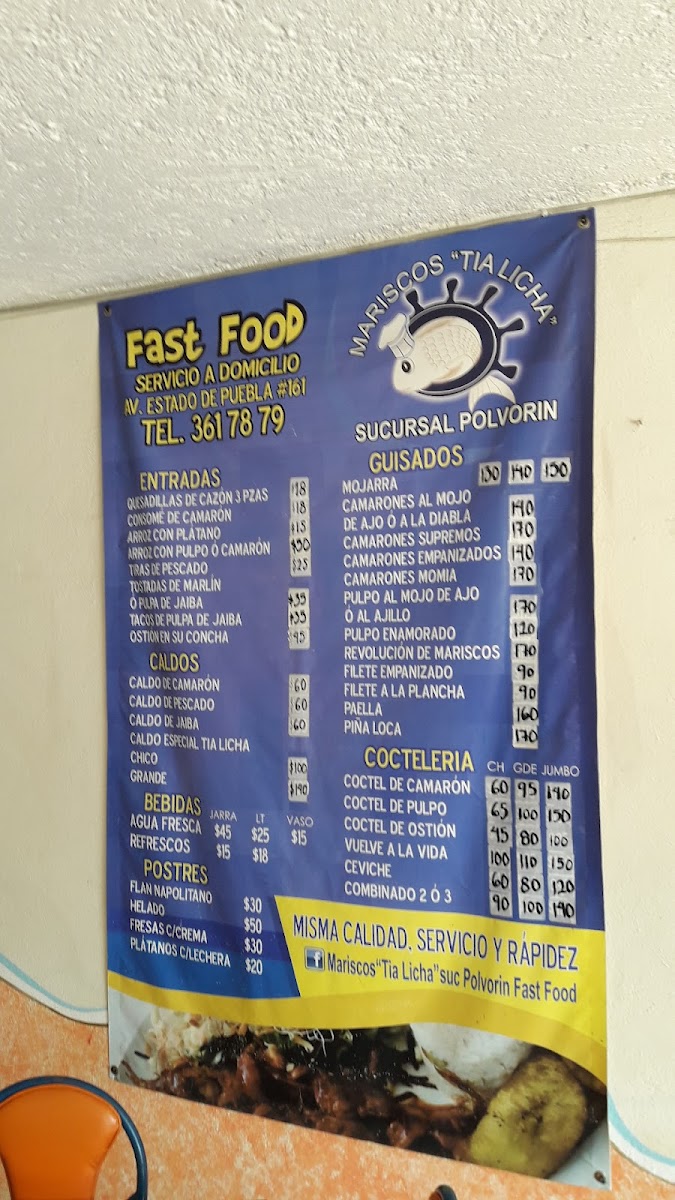 Fast Food
SERVICIO A DOMICILIO
AV. ESTADO DE PUEBLA #161
TEL. 361 78 79
MARISCOS "TIA LICHA"
SUCURSAL POLVORIN
ENTRADAS
QUESADILLAS DE CAZÓN 3 PZAS $18
CONSOMÉ DE CAMARÓN $18
ARROZ CON PLÁTANO $15
ARROZ CON PULPO Ó CAMARÓN $50
TIRAS DE PESCADO $25
TOSTADAS DE MARLÍN
Ó PULPA DE JAIBA $35
TACOS DE PULPA DE JAIBA $35
OSTIÓN EN SU CONCHA $95
CALDOS
CALDO DE CAMARÓN $60
CALDO DE PESCADO $60
CALDO DE JAIBA $60
CALDO ESPECIAL TIA LICHA
CHICO $100
GRANDE $140
BEBIDAS JARRA LT VASO
AGUA FRESCA $45 $25 $15
REFRESCOS $15 $18
POSTRES
FLAN NAPOLITANO $30
HELADO $50
FRESAS C/CREMA $30
PLÁTANOS C/LECHERA $20
GUISADOS
MOJARRA 130 140 150
CAMARONES AL MOJO
DE AJO Ó A LA DIABLA 140
CAMARONES SUPREMOS 170
CAMARONES EMPANIZADOS 140
CAMARONES MOMIA 170
PULPO AL MOJO DE AJO
Ó AL AJILLO 170
PULPO ENAMORADO 120
REVOLUCIÓN DE MARISCOS 170
FILETE EMPANIZADO 90
FILETE A LA PLANCHA 90
PAELLA 160
PIÑA LOCA 170
COCTELERIA CH GDE JUMBO
COCTEL DE CAMARÓN 60 95 140
COCTEL DE PULPO 65 100 150
COCTEL DE OSTIÓN 45 80 100
VUELVE A LA VIDA 100 110 150
CEVICHE 60 80 120
COMBINADO 2 Ó 3 90 100 140
MISMA CALIDAD, SERVICIO Y RÁPIDEZ
f Mariscos"Tia Licha"suc Polvorin Fast Food